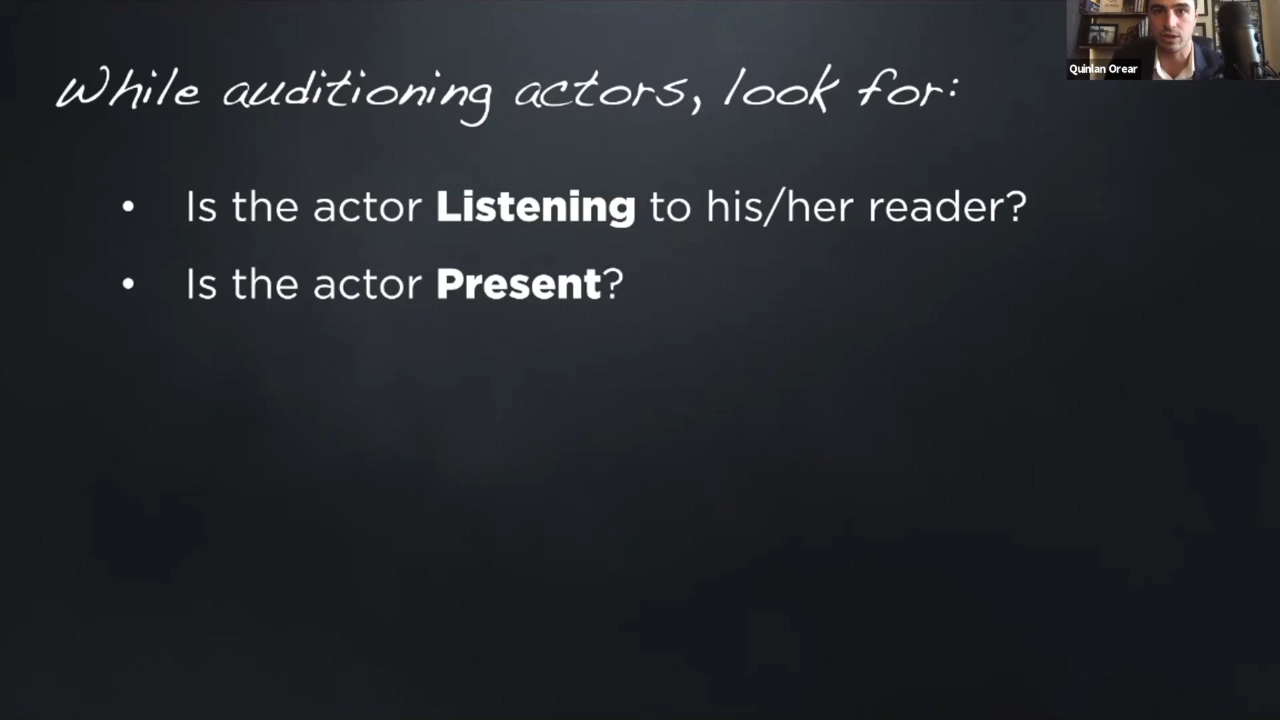 While auditioning actors, look for:
• Is the actor Listening to his/her reader?
• Is the actor Present?
Quinlan Orear